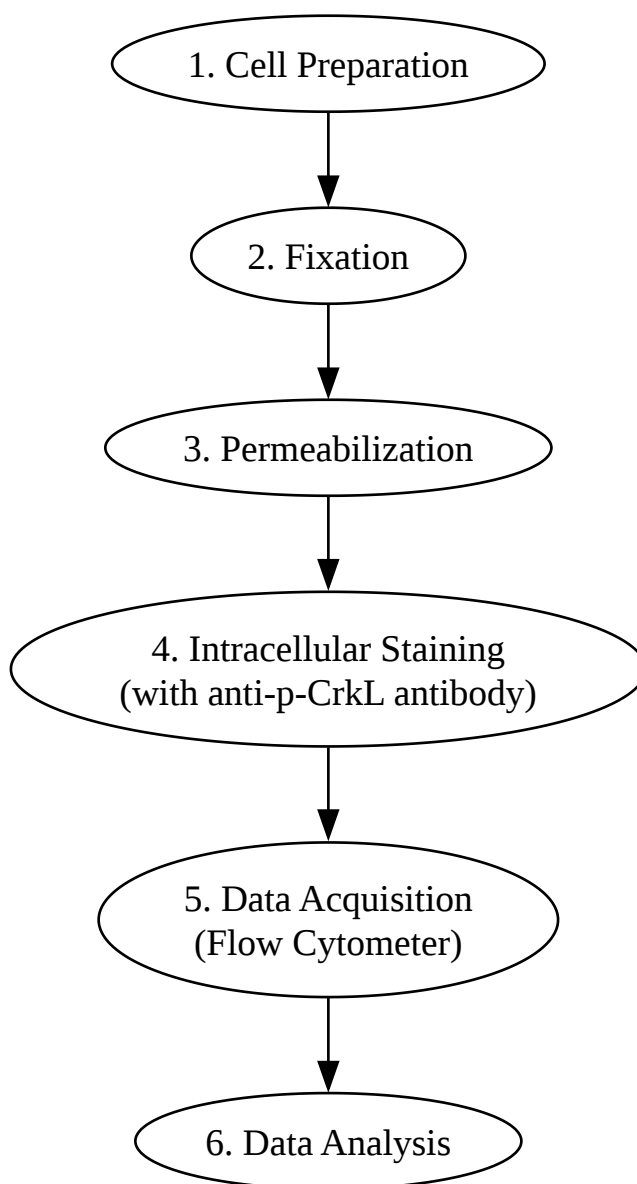 1. Cell Preparation
2. Fixation
3. Permeabilization
4. Intracellular Staining
(with anti-p-CrkL antibody)
5. Data Acquisition
(Flow Cytometer)
6. Data Analysis